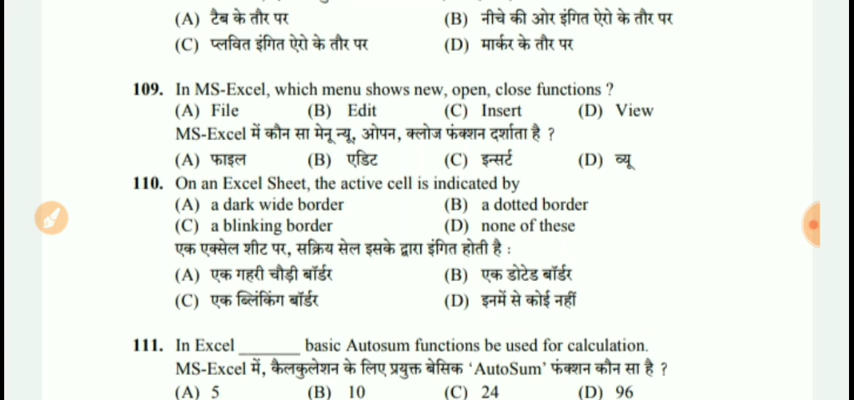 (A) टैब के तौर पर (B) नीचे की ओर इंगित ऐरो के तौर पर
(C) प्लवित इंगित ऐरो के तौर पर (D) मार्कर के तौर पर
109. In MS-Excel, which menu shows new, open, close functions ?
(A) File (B) Edit (C) Insert (D) View
MS-Excel में कौन सा मेनू न्यू, ओपन, क्लोज फंक्शन दर्शाता है ?
(A) फाइल (B) एडिट (C) इन्सर्ट (D) व्यू
110. On an Excel Sheet, the active cell is indicated by
(A) a dark wide border (B) a dotted border
(C) a blinking border (D) none of these
एक एक्सेल शीट पर, सक्रिय सेल इसके द्वारा इंगित होती है :
(A) एक गहरी चौड़ी बॉर्डर (B) एक डोटेड बॉर्डर
(C) एक ब्लिंकिंग बॉर्डर (D) इनमें से कोई नहीं
111. In Excel ______ basic Autosum functions be used for calculation.
MS-Excel में, कैलकुलेशन के लिए प्रयुक्त बेसिक ‘AutoSum’ फंक्शन कौन सा है ?
(A) 5 (B) 10 (C) 24 (D) 96